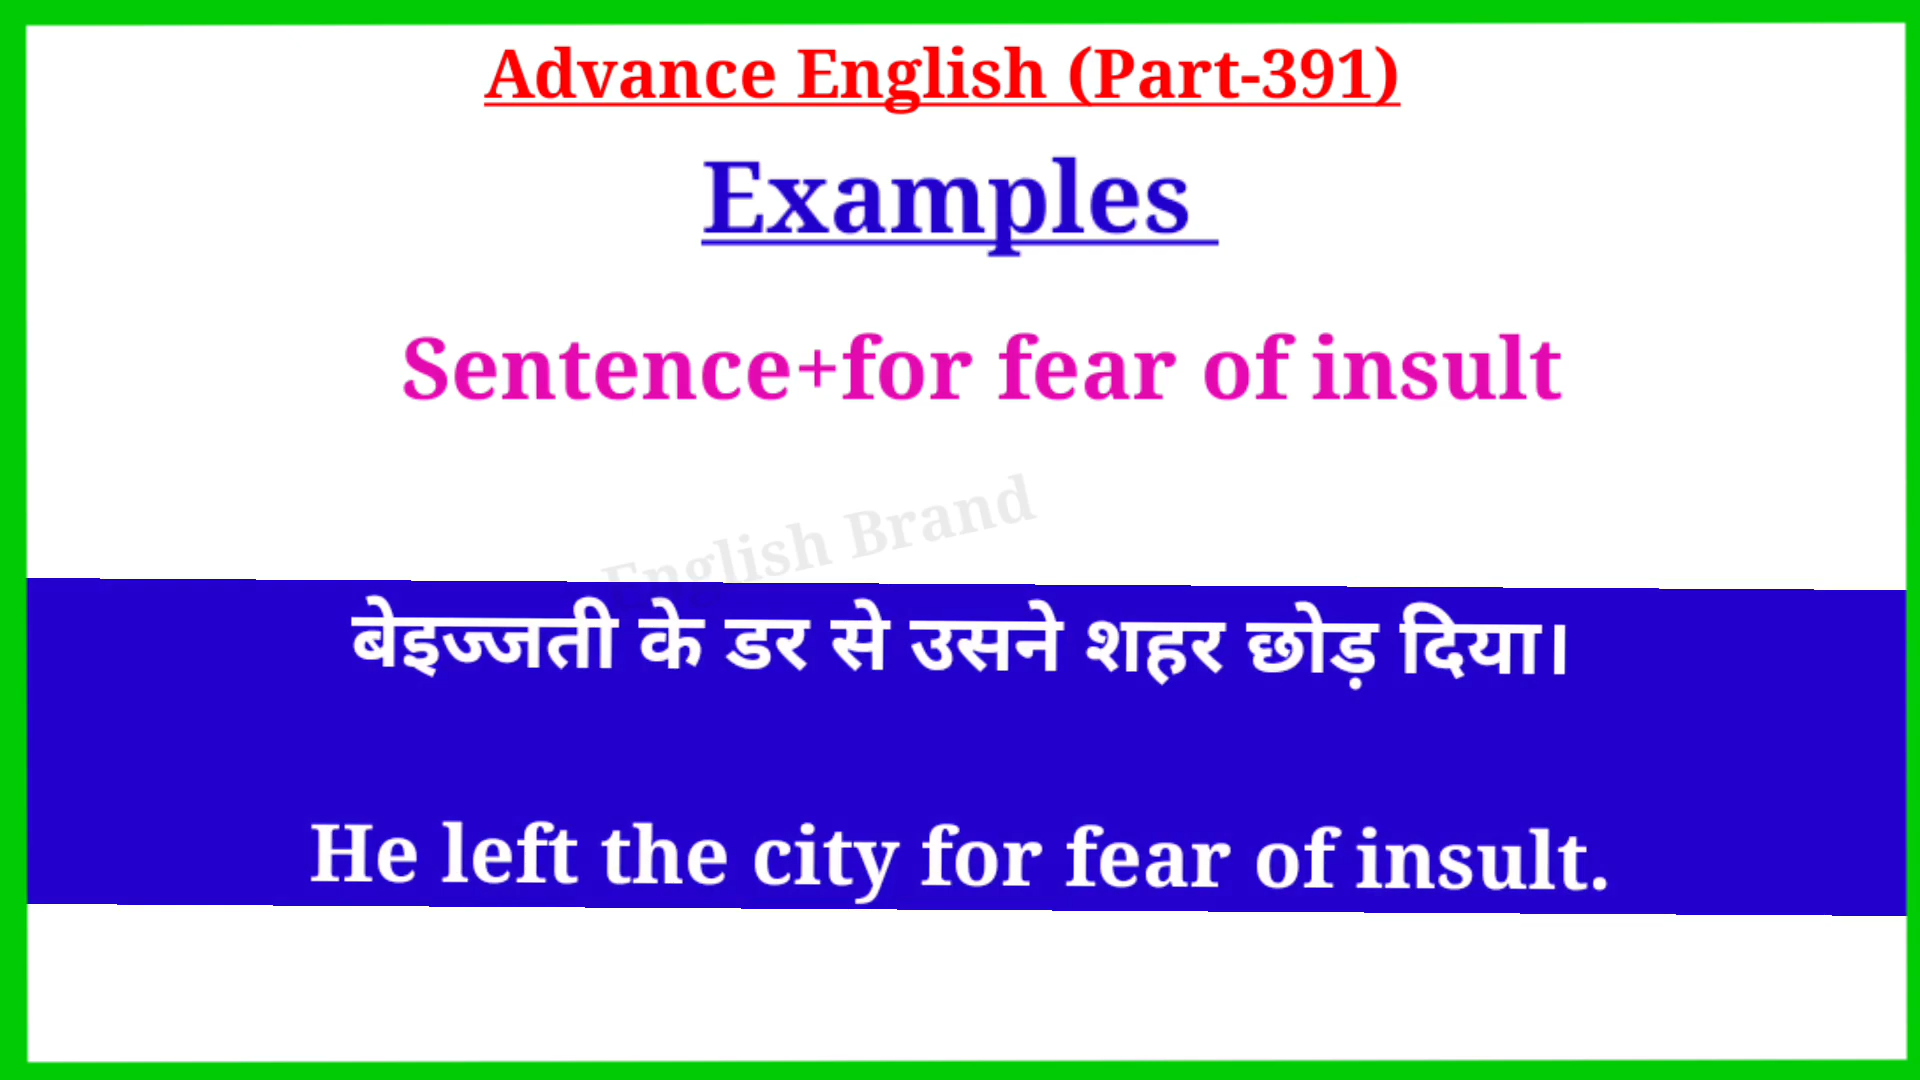 Advance English (Part-391)
Examples
Sentence+for fear of insult
English Brand
बेइज्जती के डर से उसने शहर छोड़ दिया।
He left the city for fear of insult.